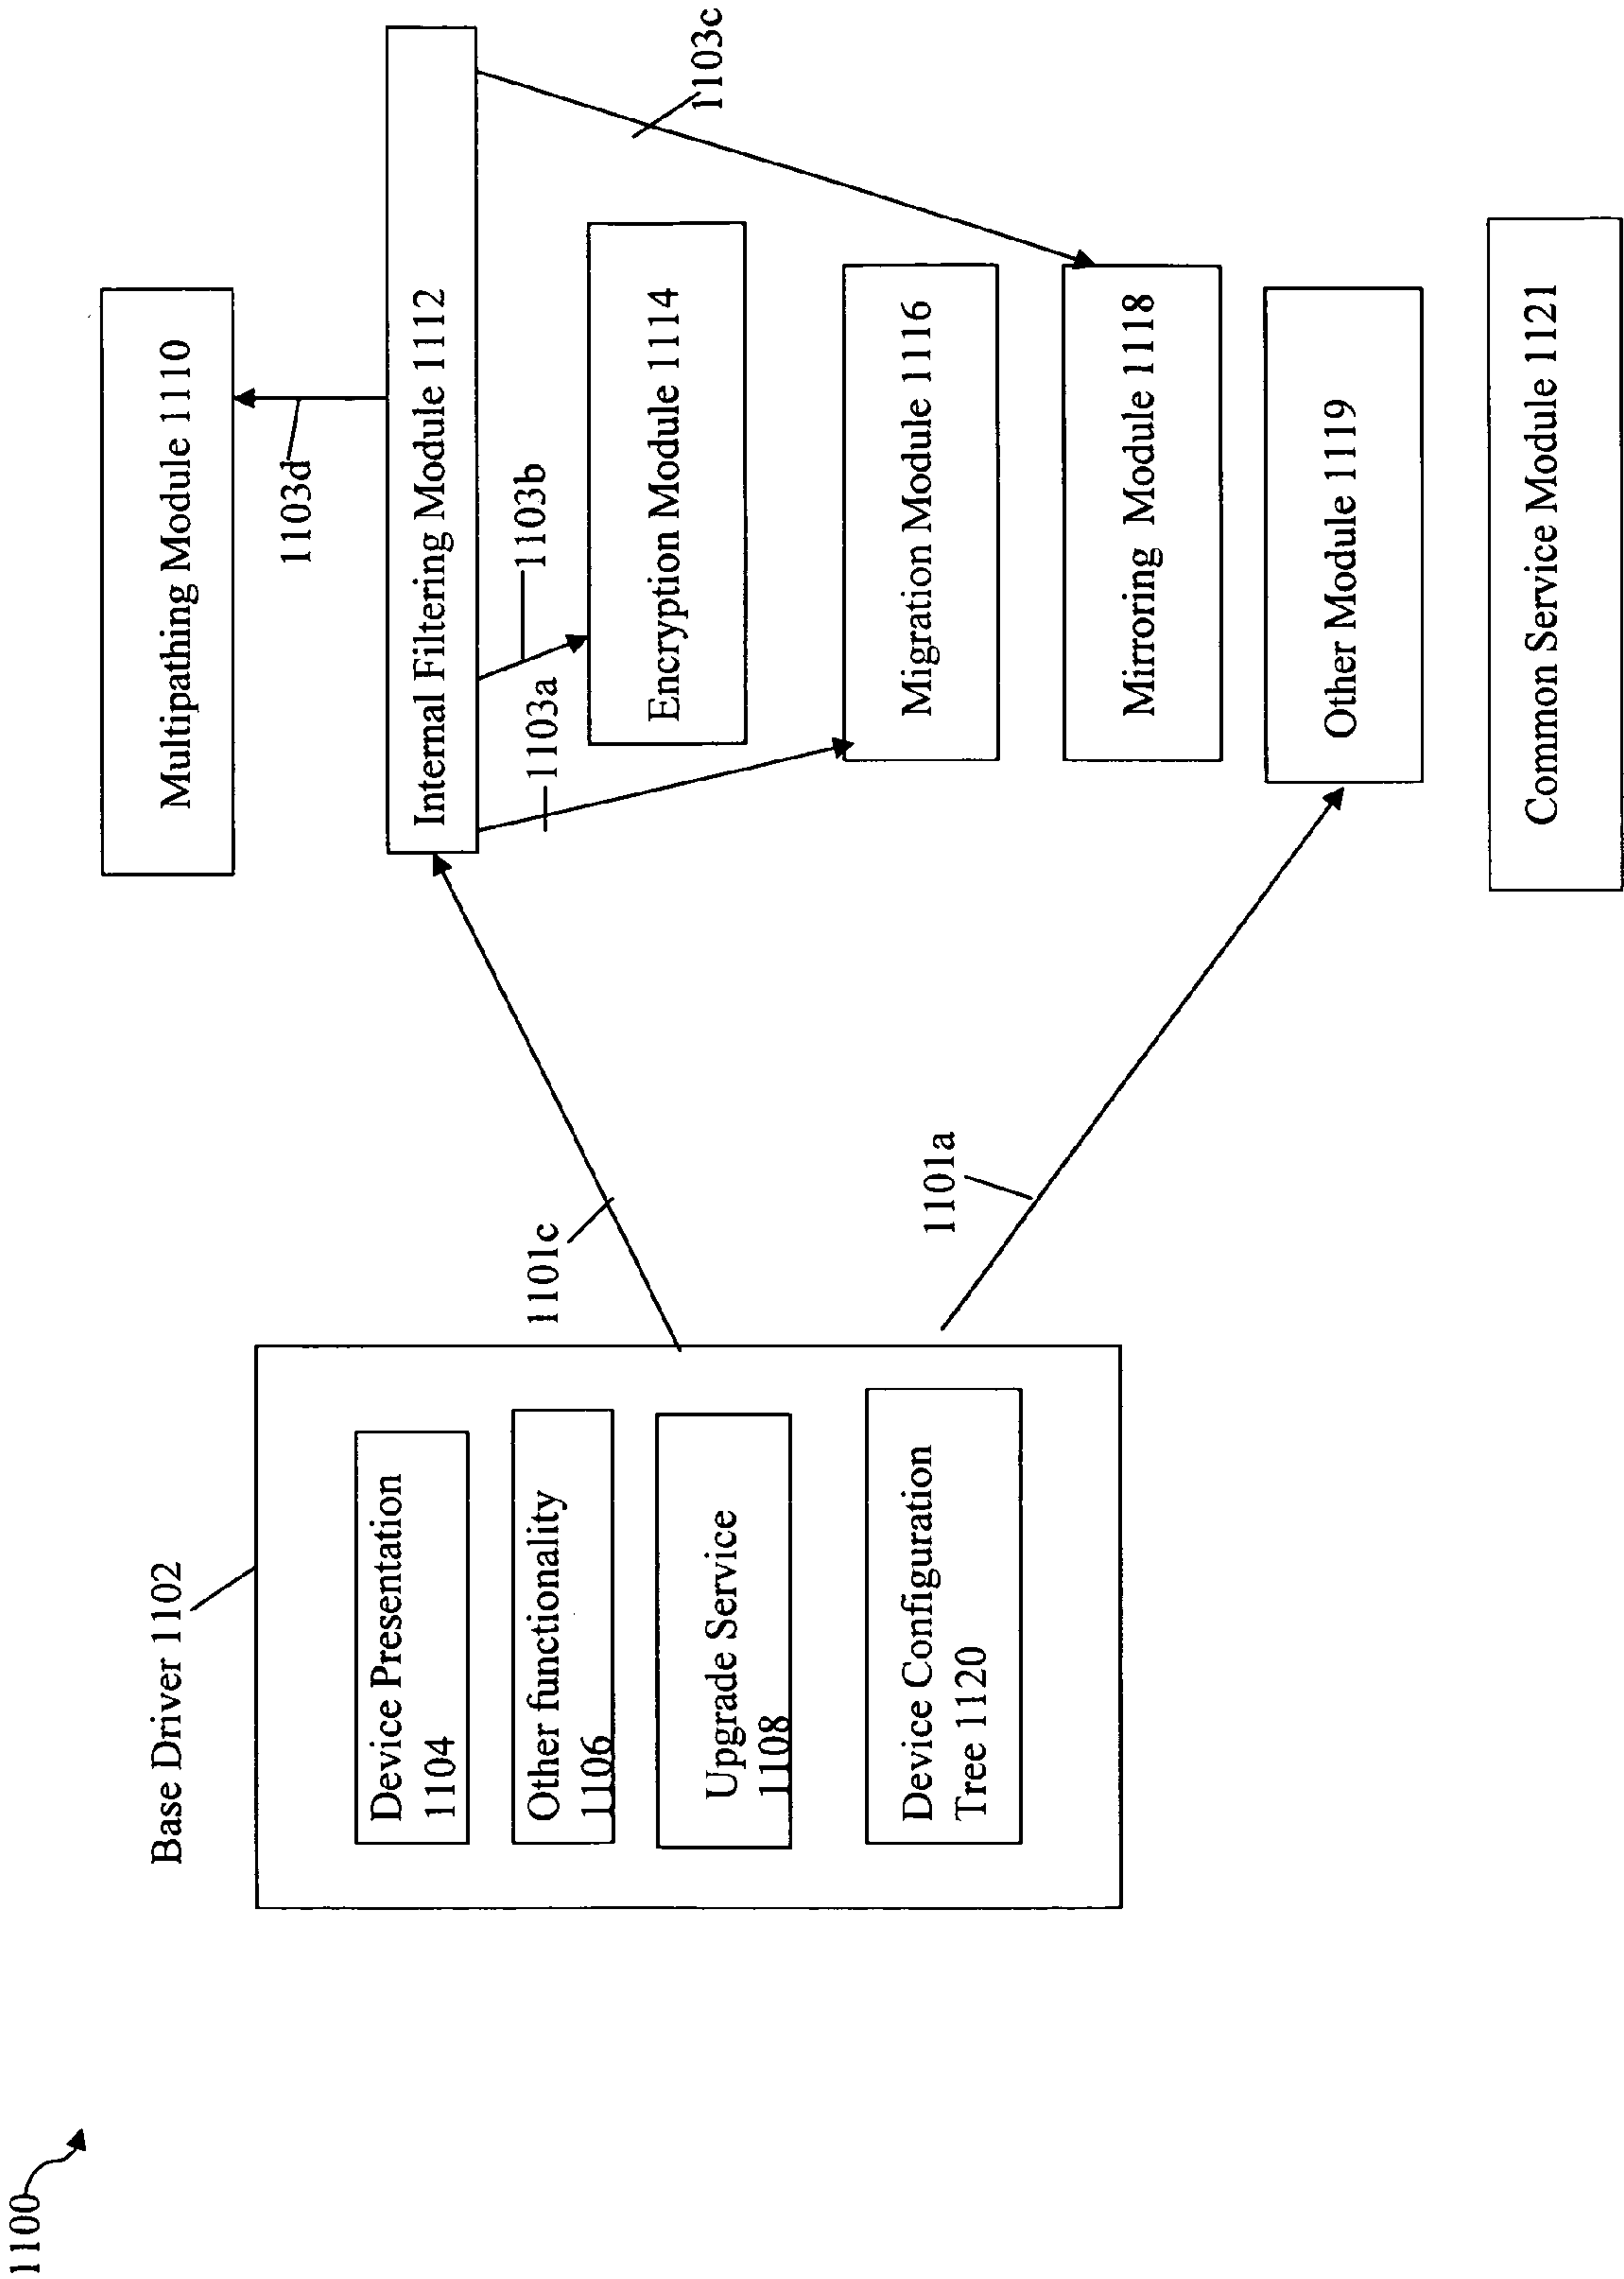 1100
Base Driver 1102
Device Presentation
1104
Other functionality
1106
Upgrade Service
1108
Device Configuration
Tree 1120
1101c
1101a
Multipathing Module 1110
1103d
Internal Filtering Module 1112
1103a
1103b
1103c
Encryption Module 1114
Migration Module 1116
Mirroring Module 1118
Other Module 1119
Common Service Module 1121